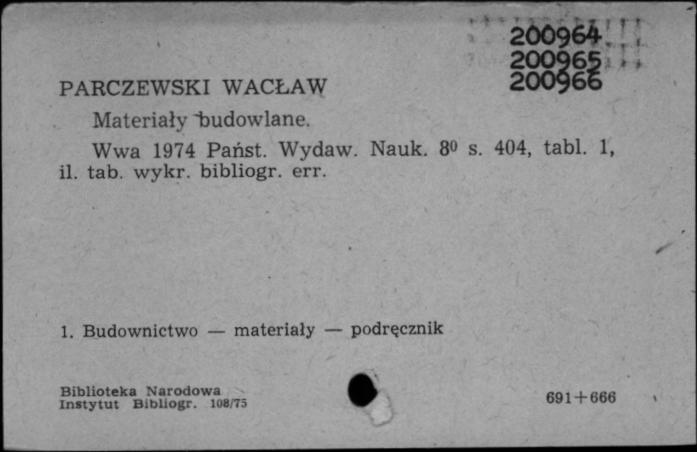 200964
200965
200966
PARCZEWSKI WACŁAW
Materiały budowlane.
Wwa 1974 Państ. Wydaw. Nauk. 8⁰ s. 404, tabl. 1,
il. tab. wykr. bibliogr. err.
1. Budownictwo — materiały — podręcznik
Biblioteka Narodowa
Instytut Bibliogr. 108/75
691+666